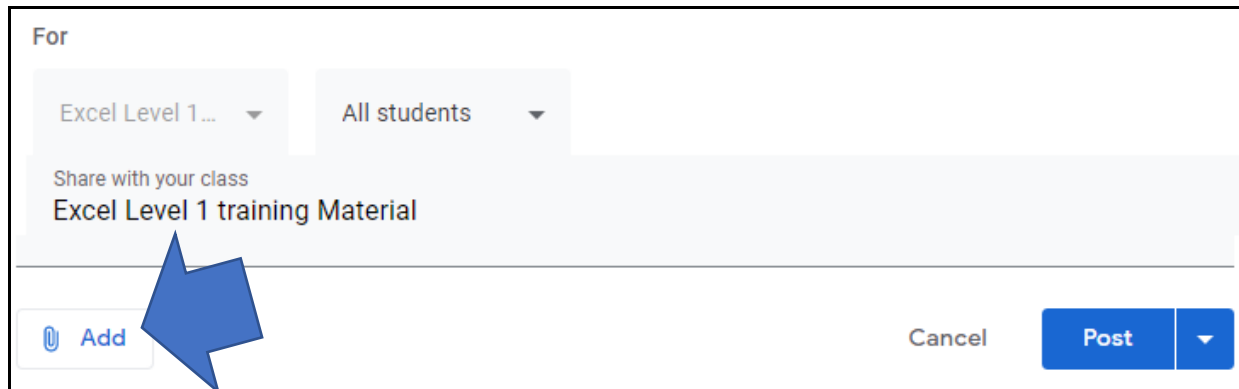 For
Excel Level 1... All students
Share with your class
Excel Level 1 training Material
Add Cancel Post